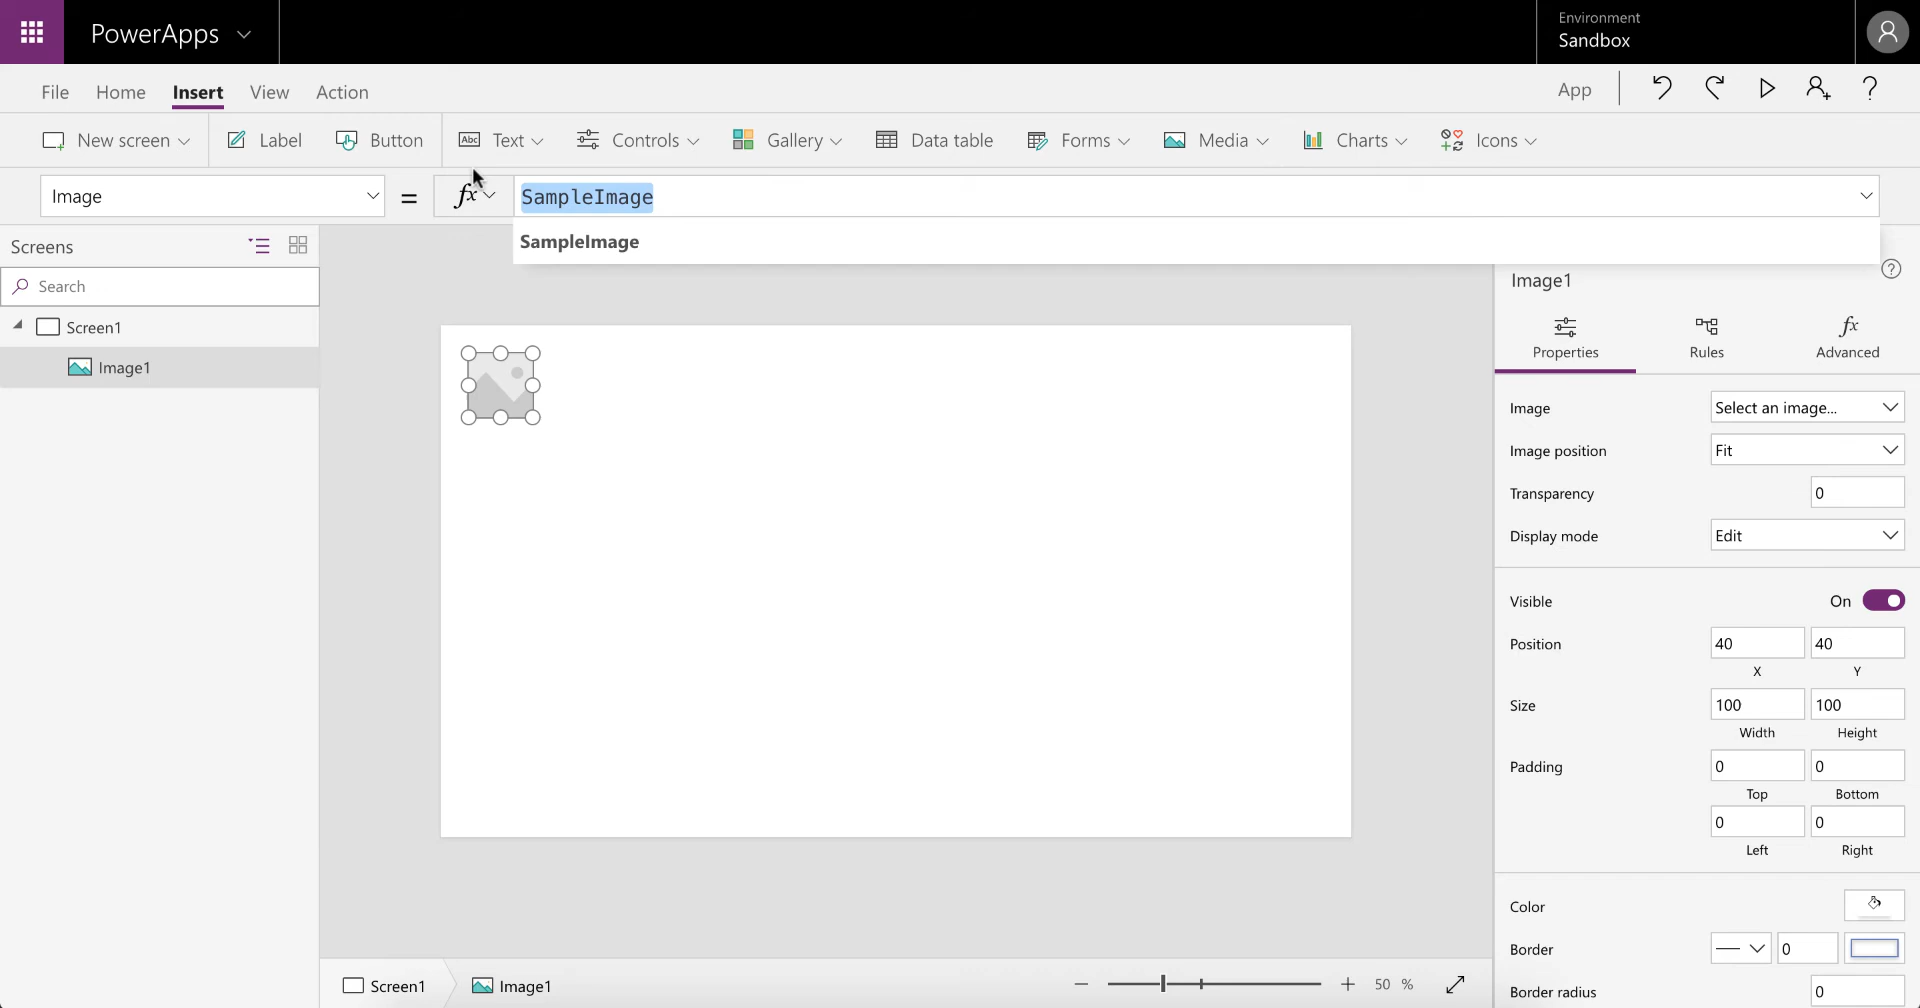 PowerApps
Environment
Sandbox
File Home Insert View Action
App
New screen Label Button Abc Text Controls Gallery Data table Forms Media Charts Icons
Image = fx SampleImage
SampleImage
Screens
Search
Screen1
Image1
Image1
Properties Rules fx Advanced
Image Select an image...
Image position Fit
Transparency 0
Display mode Edit
Visible On
Position 40 40
X Y
Size 100 100
Width Height
Padding 0 0
Top Bottom
0 0
Left Right
Color
Border 0
Border radius 0
Screen1 Image1 50 %